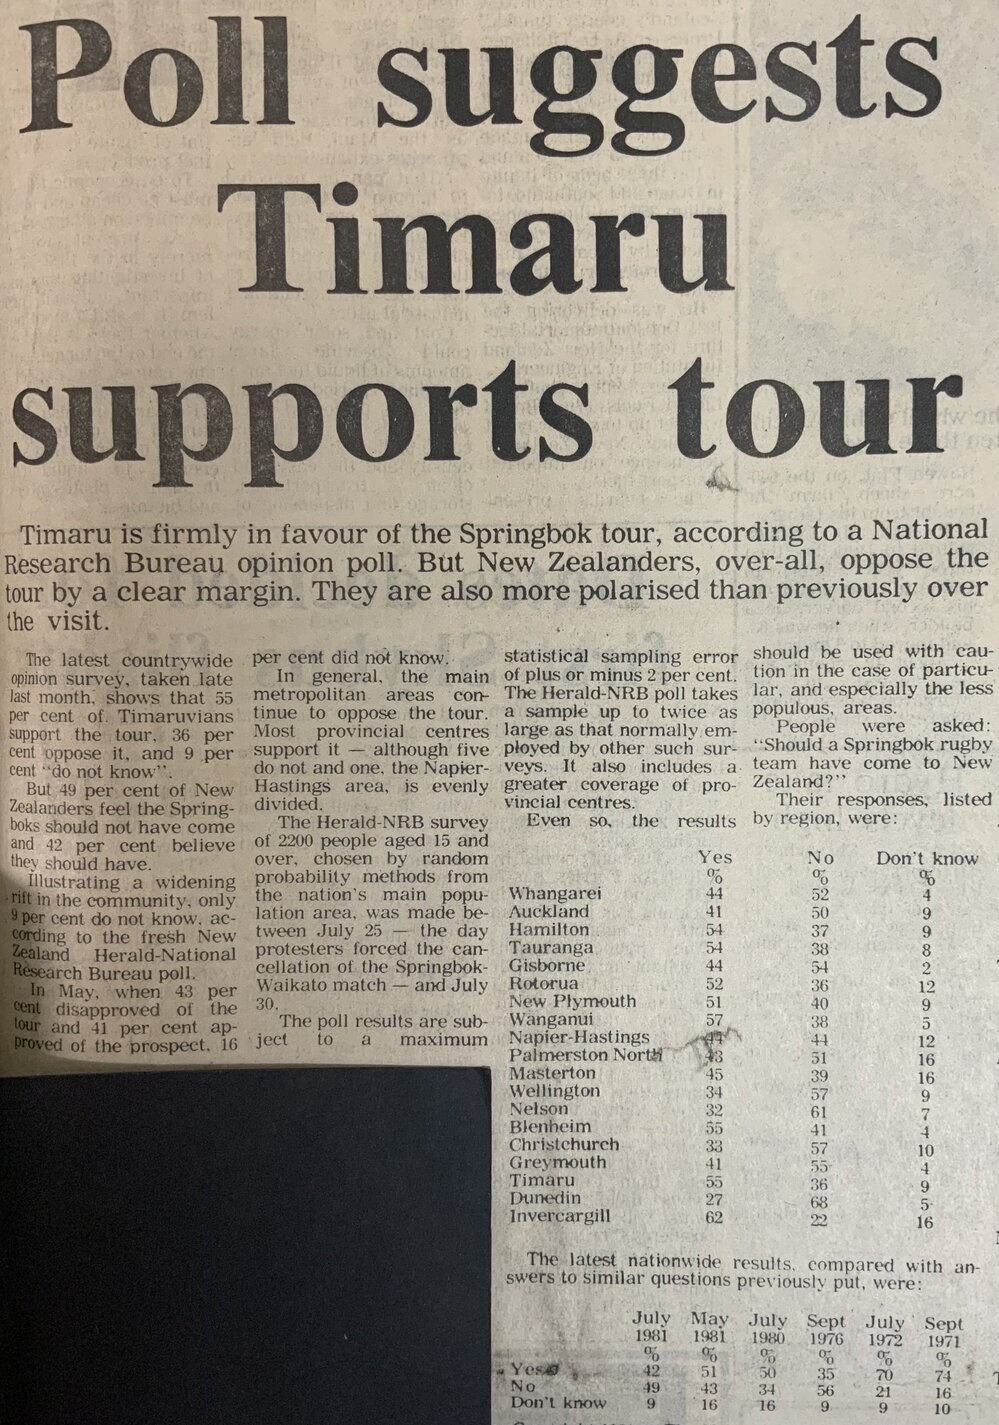 Poll suggests
Timaru
supports tour
Timaru is firmly in favour of the Springbok tour, according to a National
Research Bureau opinion poll. But New Zealanders, over-all, oppose the
tour by a clear margin. They are also more polarised than previously over
the visit.
The latest countrywide
opinion survey, taken late
last month, shows that 55
per cent of Timaruvians
support the tour, 36 per
cent oppose it, and 9 per
cent "do not know".
But 49 per cent of New
Zealanders feel the Spring-
boks should not have come
and 42 per cent believe
they should have.
Illustrating a widening
rift in the community, only
9 per cent do not know, ac-
cording to the fresh New
Zealand Herald-National
Research Bureau poll.
In May, when 43 per
cent disapproved of the
tour and 41 per cent ap-
proved of the prospect, 16
per cent did not know.
In general, the main
metropolitan areas con-
tinue to oppose the tour.
Most provincial centres
support it — although five
do not and one, the Napier-
Hastings area, is evenly
divided.
The Herald-NRB survey
of 2200 people aged 15 and
over, chosen by random
probability methods from
the nation's main popu-
lation area, was made be-
tween July 25 — the day
protesters forced the can-
cellation of the Springbok-
Waikato match — and July
30.
The poll results are sub-
ject to a maximum
statistical sampling error
of plus or minus 2 per cent.
The Herald-NRB poll takes
a sample up to twice as
large as that normally em-
ployed by other such sur-
veys. It also includes a
greater coverage of pro-
vincial centres.
Even so, the results
should be used with cau-
tion in the case of particu-
lar, and especially the less
populous, areas.
People were asked:
"Should a Springbok rugby
team have come to New
Zealand?"
Their responses, listed
by region, were:
Yes No Don't know
% % %
Whangarei 44 52 4
Auckland 41 50 9
Hamilton 54 37 9
Tauranga 54 38 8
Gisborne 44 54 2
Rotorua 52 36 12
New Plymouth 51 40 9
Wanganui 57 38 5
Napier-Hastings 44 44 12
Palmerston North 43 51 16
Masterton 45 39 16
Wellington 34 57 9
Nelson 32 61 7
Blenheim 55 41 4
Christchurch 33 57 10
Greymouth 41 55 4
Timaru 55 36 9
Dunedin 27 68 5
Invercargill 62 22 16
The latest nationwide results, compared with an-
swers to similar questions previously put, were:
July May July Sept July Sept
1981 1981 1980 1976 1972 1971
% % % % % %
Yes 42 51 50 35 70 74
No 49 43 34 56 21 16
Don't know 9 16 16 9 9 10